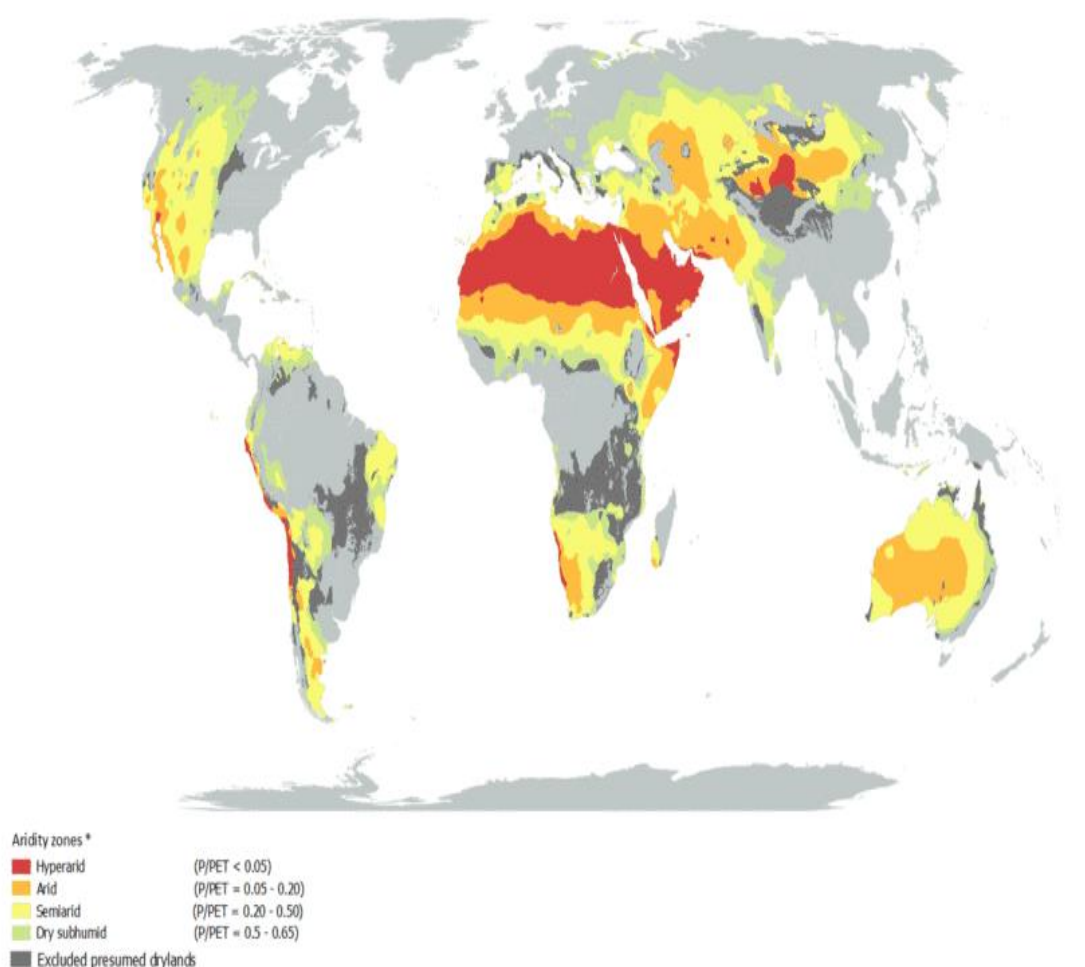 Aridity zones *
Hyperarid (P/PET < 0.05)
Arid (P/PET = 0.05 - 0.20)
Semiarid (P/PET = 0.20 - 0.50)
Dry subhumid (P/PET = 0.5 - 0.65)
Excluded presumed drylands